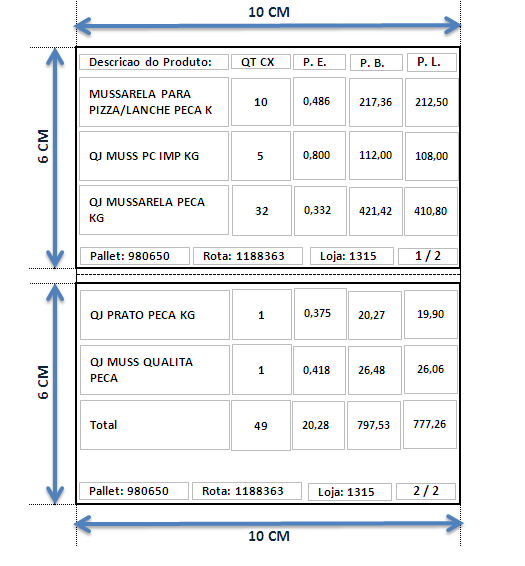 10 CM
6 CM
Descricao do Produto: QT CX P. E. P. B. P. L.
MUSSARELA PARA
PIZZA/LANCHE PECA K 10 0,486 217,36 212,50
QJ MUSS PC IMP KG 5 0,800 112,00 108,00
QJ MUSSARELA PECA
KG 32 0,332 421,42 410,80
Pallet: 980650 Rota: 1188363 Loja: 1315 1 / 2
6 CM
QJ PRATO PECA KG 1 0,375 20,27 19,90
QJ MUSS QUALITA
PECA 1 0,418 26,48 26,06
Total 49 20,28 797,53 777,26
Pallet: 980650 Rota: 1188363 Loja: 1315 2 / 2
10 CM